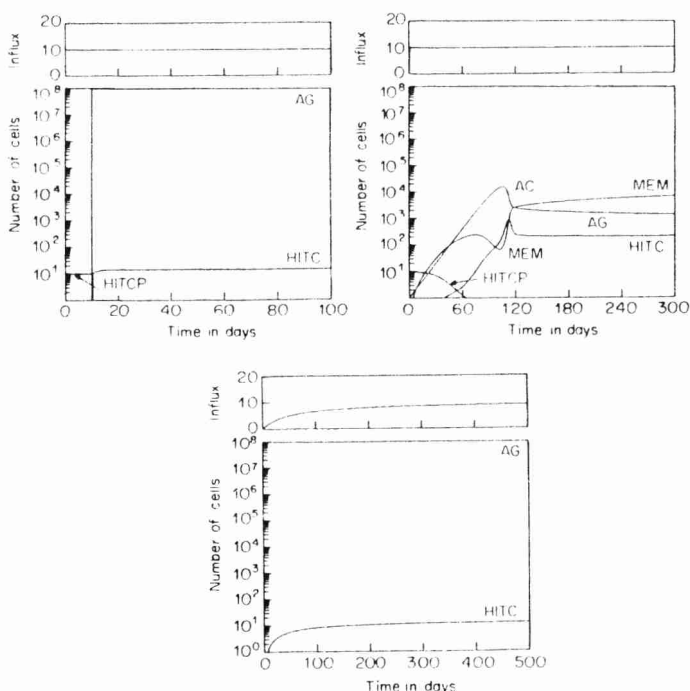 Influx
20
10
0
Number of cells
10⁸
10⁷
10⁶
10⁵
10⁴
10³
10²
10¹
AG
HITC
HITCP
0 20 40 60 80 100
Time in days
Influx
20
10
0
Number of cells
10⁸
10⁷
10⁶
10⁵
10⁴
10³
10²
10¹
AC
MEM
AG
HITC
MEM
HITCP
0 60 120 180 240 300
Time in days
Influx
20
10
0
Number of cells
10⁸
10⁷
10⁶
10⁵
10⁴
10³
10²
10¹
10⁰
AG
HITC
0 100 200 300 400 500
Time in days